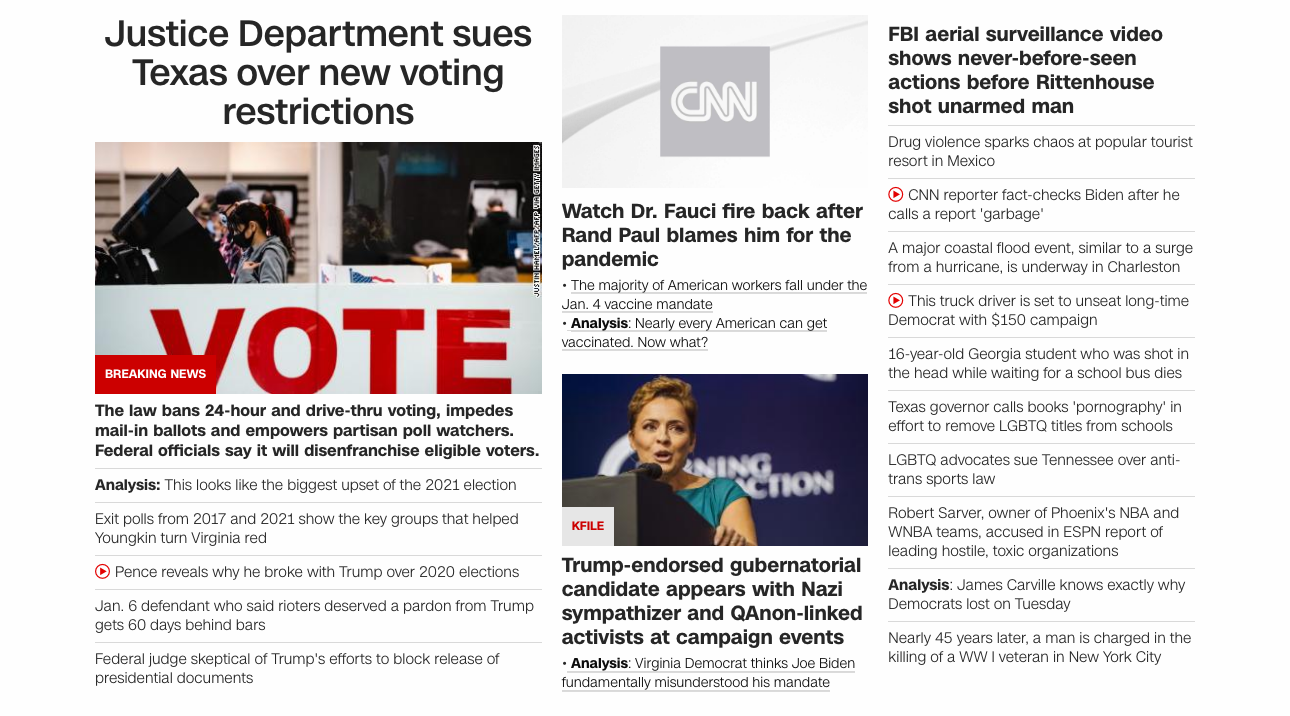 Justice Department sues
Texas over new voting
restrictions
JUSTIN HAMEL/AFP/AFP VIA GETTY IMAGES
VOTE
BREAKING NEWS
The law bans 24-hour and drive-thru voting, impedes
mail-in ballots and empowers partisan poll watchers.
Federal officials say it will disenfranchise eligible voters.
Analysis: This looks like the biggest upset of the 2021 election
Exit polls from 2017 and 2021 show the key groups that helped
Youngkin turn Virginia red
Pence reveals why he broke with Trump over 2020 elections
Jan. 6 defendant who said rioters deserved a pardon from Trump
gets 60 days behind bars
Federal judge skeptical of Trump's efforts to block release of
presidential documents
CNN
Watch Dr. Fauci fire back after
Rand Paul blames him for the
pandemic
• The majority of American workers fall under the
Jan. 4 vaccine mandate
• Analysis: Nearly every American can get
vaccinated. Now what?
NING
ACTION
KFILE
Trump-endorsed gubernatorial
candidate appears with Nazi
sympathizer and QAnon-linked
activists at campaign events
• Analysis: Virginia Democrat thinks Joe Biden
fundamentally misunderstood his mandate
FBI aerial surveillance video
shows never-before-seen
actions before Rittenhouse
shot unarmed man
Drug violence sparks chaos at popular tourist
resort in Mexico
CNN reporter fact-checks Biden after he
calls a report 'garbage'
A major coastal flood event, similar to a surge
from a hurricane, is underway in Charleston
This truck driver is set to unseat long-time
Democrat with $150 campaign
16-year-old Georgia student who was shot in
the head while waiting for a school bus dies
Texas governor calls books 'pornography' in
effort to remove LGBTQ titles from schools
LGBTQ advocates sue Tennessee over anti-
trans sports law
Robert Sarver, owner of Phoenix's NBA and
WNBA teams, accused in ESPN report of
leading hostile, toxic organizations
Analysis: James Carville knows exactly why
Democrats lost on Tuesday
Nearly 45 years later, a man is charged in the
killing of a WW I veteran in New York City